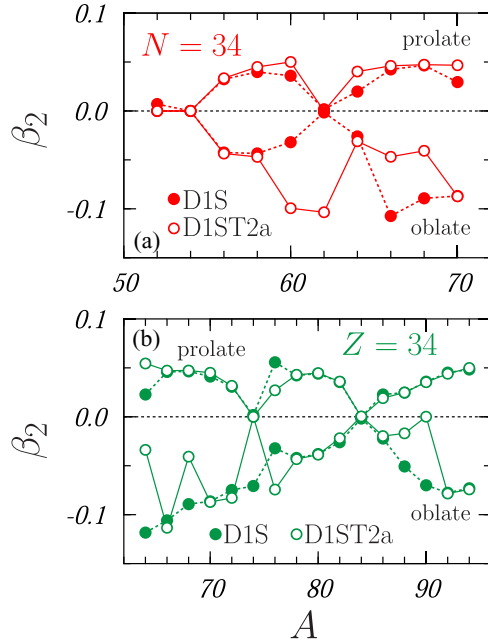 0.1
N = 34
prolate
0.0
β₂
D1S
-0.1
D1ST2a
(a)
oblate
50 60 70
0.1
(b)
prolate
Z = 34
0.0
β₂
oblate
-0.1
D1S D1ST2a
70 80 90
A